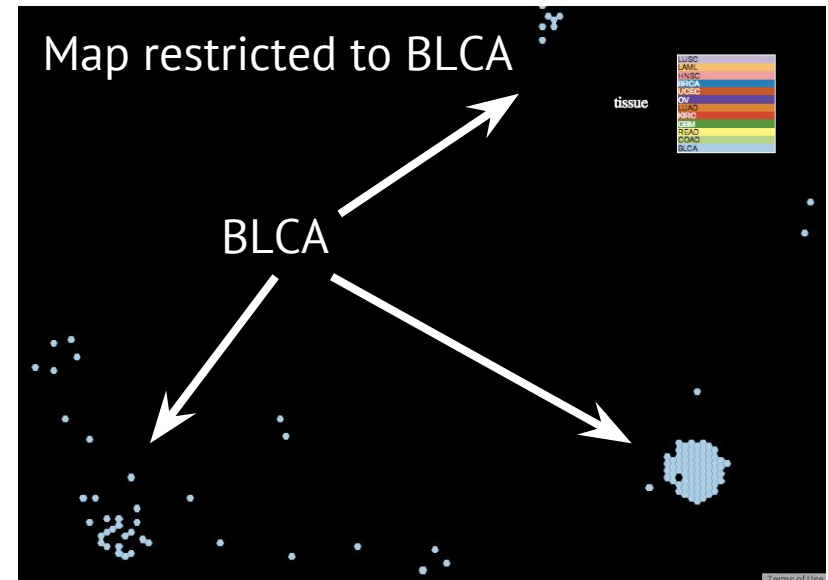 Map restricted to BLCA
tissue
LUSC
LAML
HNSC
BRCA
UCEC
OV
LUAD
KIRC
GBM
READ
COAD
BLCA
BLCA
Terms of Use